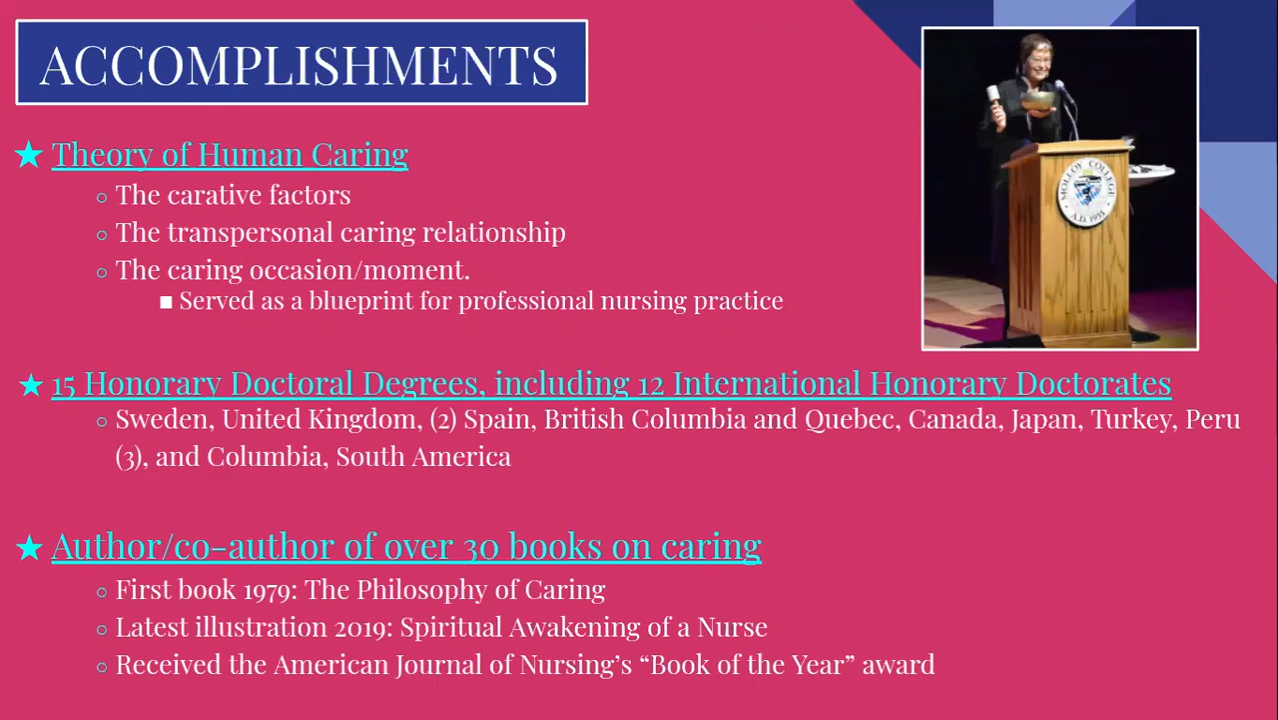 ACCOMPLISHMENTS
★ Theory of Human Caring
○ The carative factors
○ The transpersonal caring relationship
○ The caring occasion/moment.
■ Served as a blueprint for professional nursing practice
MOLLOY COLLEGE
A.D. 1955
★ 15 Honorary Doctoral Degrees, including 12 International Honorary Doctorates
○ Sweden, United Kingdom, (2) Spain, British Columbia and Quebec, Canada, Japan, Turkey, Peru
(3), and Columbia, South America
★ Author/co-author of over 30 books on caring
○ First book 1979: The Philosophy of Caring
○ Latest illustration 2019: Spiritual Awakening of a Nurse
○ Received the American Journal of Nursing’s “Book of the Year” award